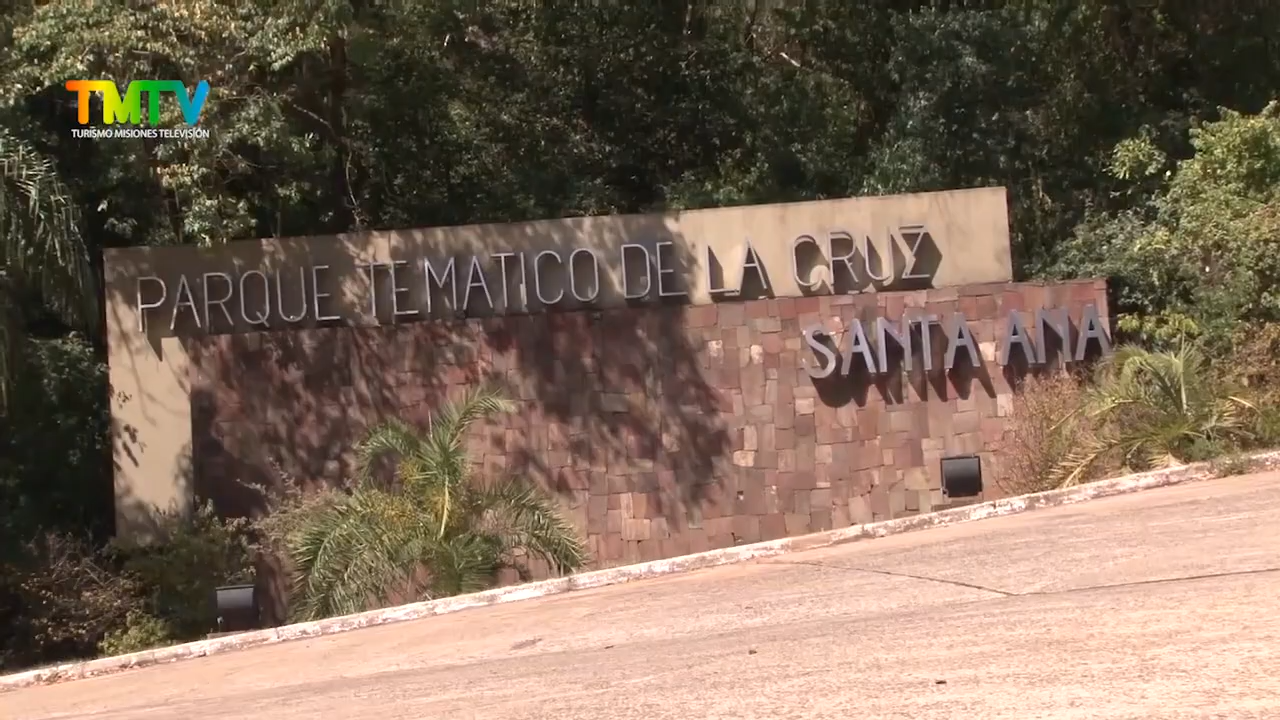 TMTV
TURISMO MISIONES TELEVISIÓN
PARQUE TEMATICO DE LA CRUZ
SANTA ANA